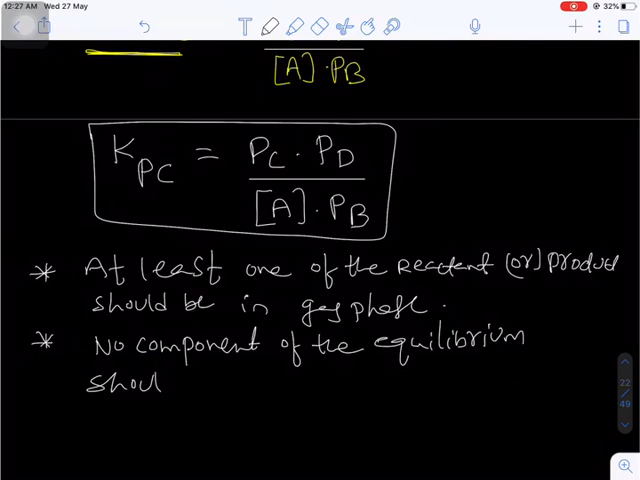 12:27 AM Wed 27 May
32%
[A] · PB
KPC = PC · PD
[A] · PB
* At least one of the reactant (or) product
should be in gas phase.
* No component of the equilibrium
shoul
22
/
49